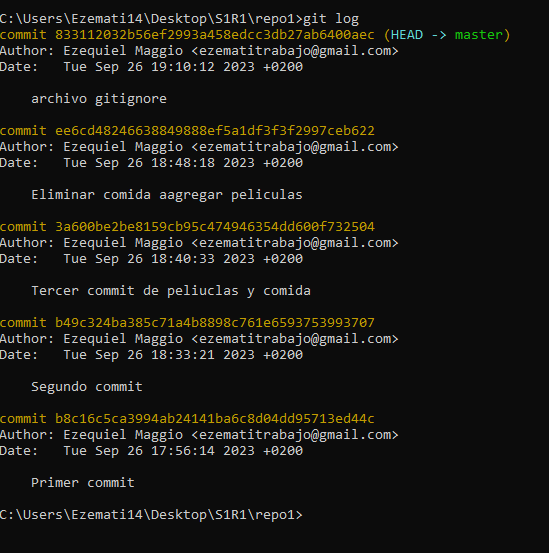 C:\Users\Ezemati14\Desktop\S1R1\repo1>git log
commit 833112032b56ef2993a458edcc3db27ab6400aec (HEAD -> master)
Author: Ezequiel Maggio <ezematitrabajo@gmail.com>
Date:   Tue Sep 26 19:10:12 2023 +0200
archivo gitignore
commit ee6cd48246638849888ef5a1df3f3f2997ceb622
Author: Ezequiel Maggio <ezematitrabajo@gmail.com>
Date:   Tue Sep 26 18:48:18 2023 +0200
Eliminar comida aagregar peliculas
commit 3a600be2be8159cb95c474946354dd600f732504
Author: Ezequiel Maggio <ezematitrabajo@gmail.com>
Date:   Tue Sep 26 18:40:33 2023 +0200
Tercer commit de peliuclas y comida
commit b49c324ba385c71a4b8898c761e6593753993707
Author: Ezequiel Maggio <ezematitrabajo@gmail.com>
Date:   Tue Sep 26 18:33:21 2023 +0200
Segundo commit
commit b8c16c5ca3994ab24141ba6c8d04dd95713ed44c
Author: Ezequiel Maggio <ezematitrabajo@gmail.com>
Date:   Tue Sep 26 17:56:14 2023 +0200
Primer commit
C:\Users\Ezemati14\Desktop\S1R1\repo1>